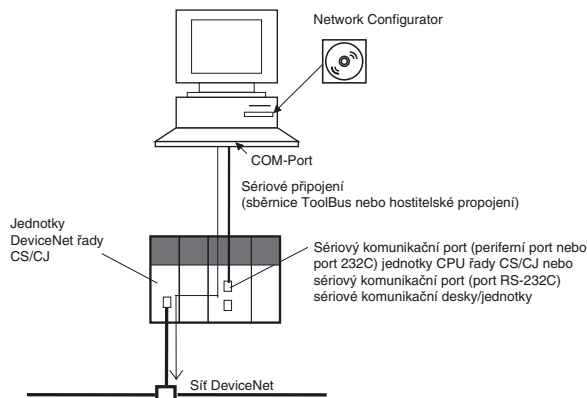 Network Configurator
COM-Port
Sériové připojení
(sběrnice ToolBus nebo hostitelské propojení)
Jednotky
DeviceNet řady
CS/CJ
Sériový komunikační port (periferní port nebo
port 232C) jednotky CPU řady CS/CJ nebo
sériový komunikační port (port RS-232C)
sériové komunikační desky/jednotky
Síť DeviceNet